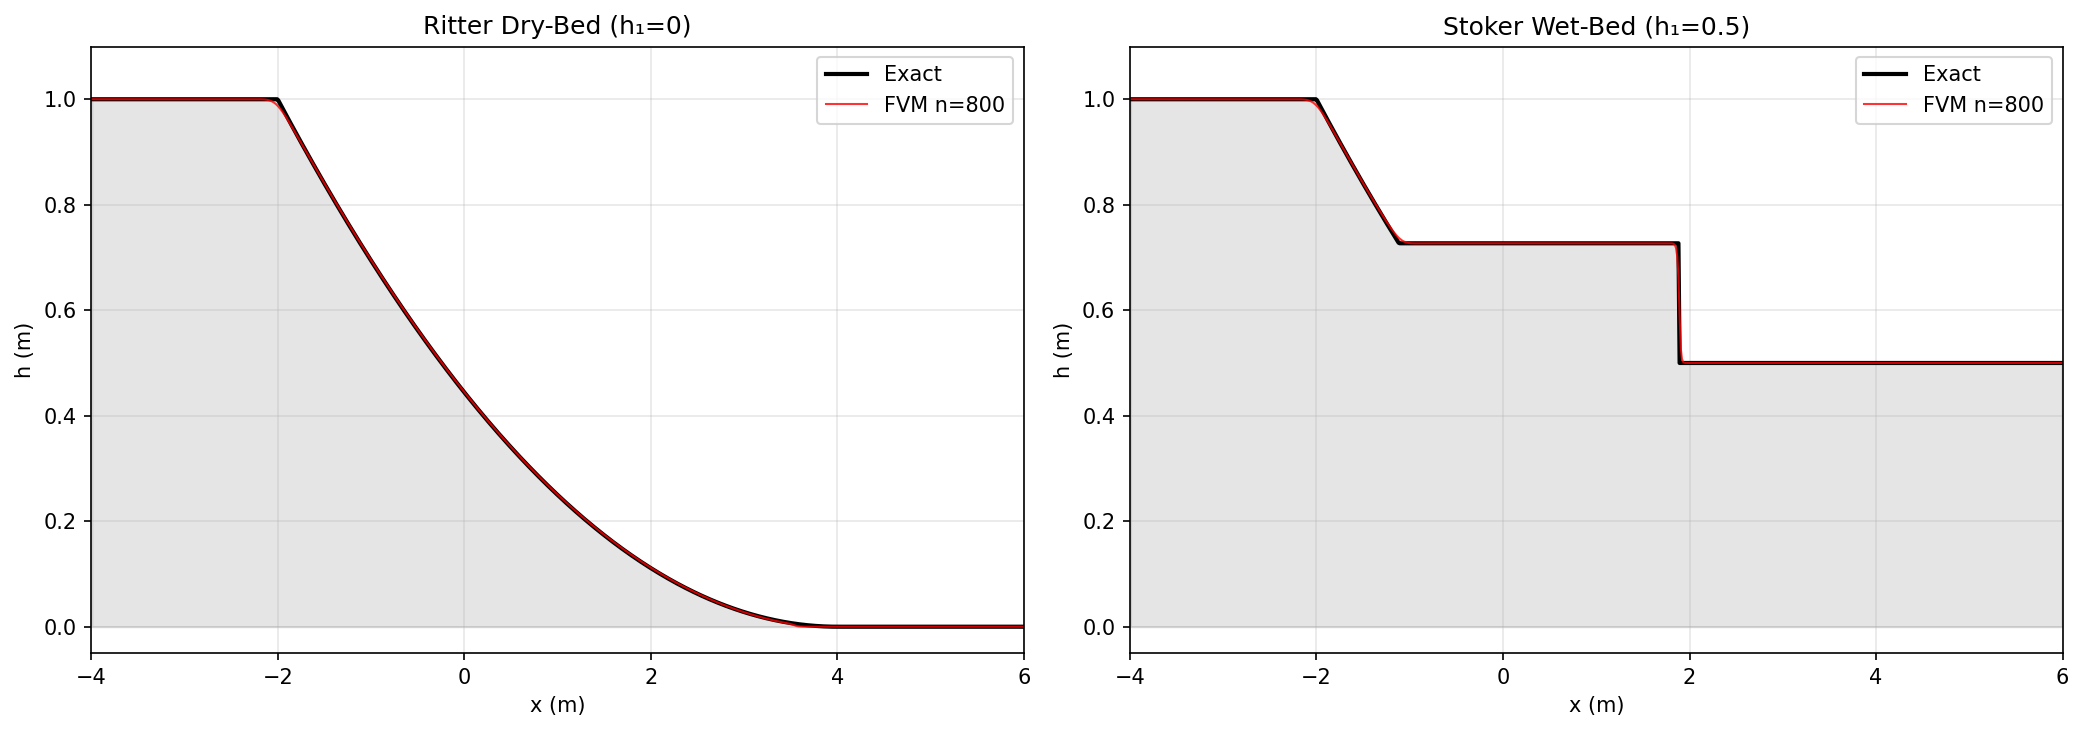 Ritter Dry-Bed (h₁=0)
Exact
FVM n=800
1.0
0.8
0.6
0.4
0.2
0.0
h (m)
−4
−2
0
2
4
6
x (m)
Stoker Wet-Bed (h₁=0.5)
Exact
FVM n=800
1.0
0.8
0.6
0.4
0.2
0.0
h (m)
−4
−2
0
2
4
6
x (m)